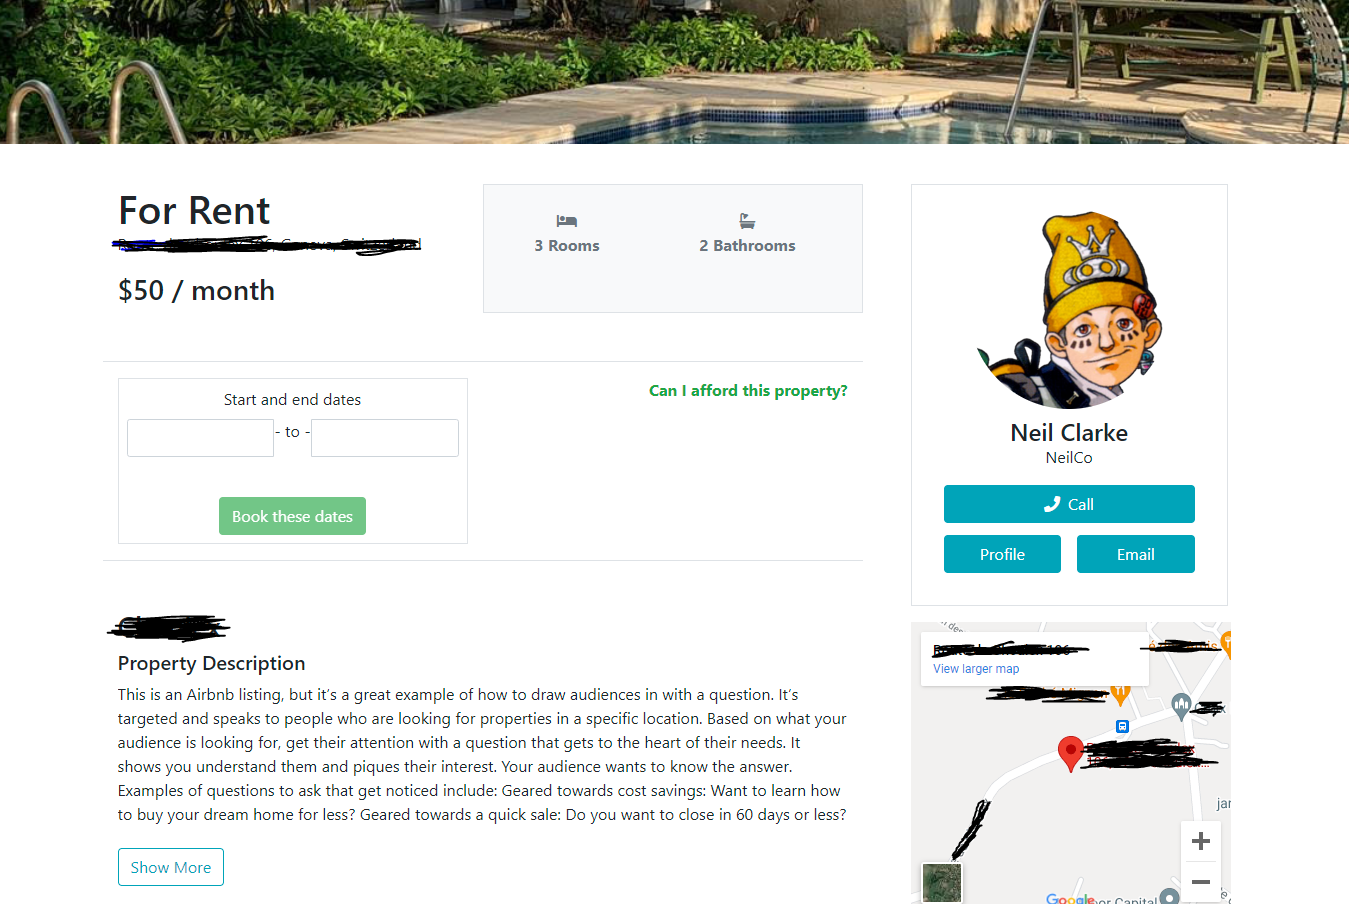 For Rent
$50 / month
3 Rooms
2 Bathrooms
Start and end dates
- to -
Book these dates
Can I afford this property?
Property Description
This is an Airbnb listing, but it’s a great example of how to draw audiences in with a question. It’s
targeted and speaks to people who are looking for properties in a specific location. Based on what your
audience is looking for, get their attention with a question that gets to the heart of their needs. It
shows you understand them and piques their interest. Your audience wants to know the answer.
Examples of questions to ask that get noticed include: Geared towards cost savings: Want to learn how
to buy your dream home for less? Geared towards a quick sale: Do you want to close in 60 days or less?
Show More
Neil Clarke
NeilCo
Call
Profile
Email
View larger map
Google
Capital